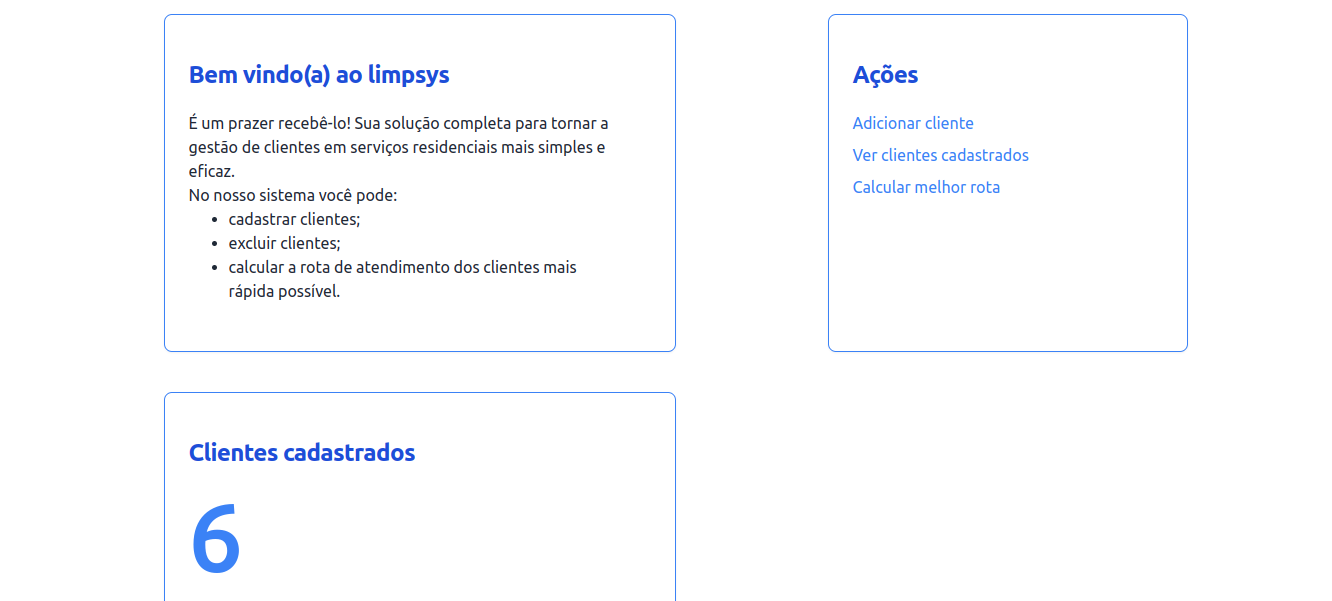 Bem vindo(a) ao limpsys
É um prazer recebê-lo! Sua solução completa para tornar a
gestão de clientes em serviços residenciais mais simples e
eficaz.
No nosso sistema você pode:
• cadastrar clientes;
• excluir clientes;
• calcular a rota de atendimento dos clientes mais
rápida possível.
Ações
Adicionar cliente
Ver clientes cadastrados
Calcular melhor rota
Clientes cadastrados
6